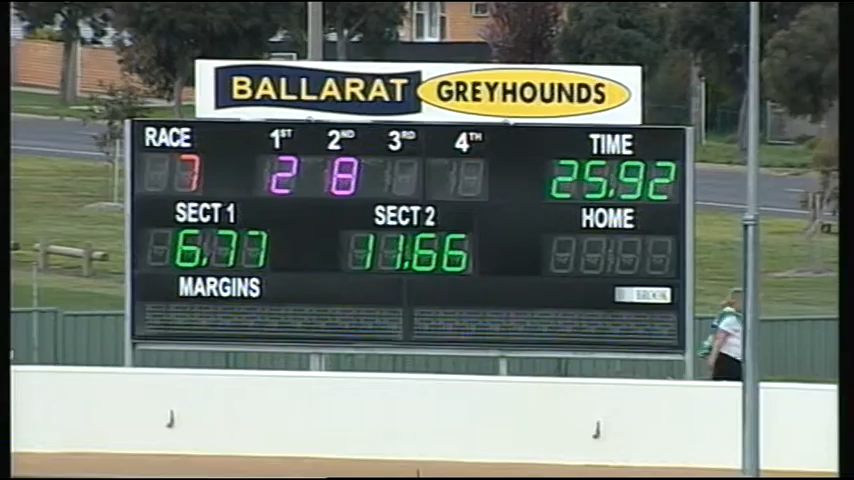 BALLARAT GREYHOUNDS
RACE 1ST 2ND 3RD 4TH TIME
7 2 8 25.92
SECT 1 SECT 2 HOME
6.77 11.66
MARGINS